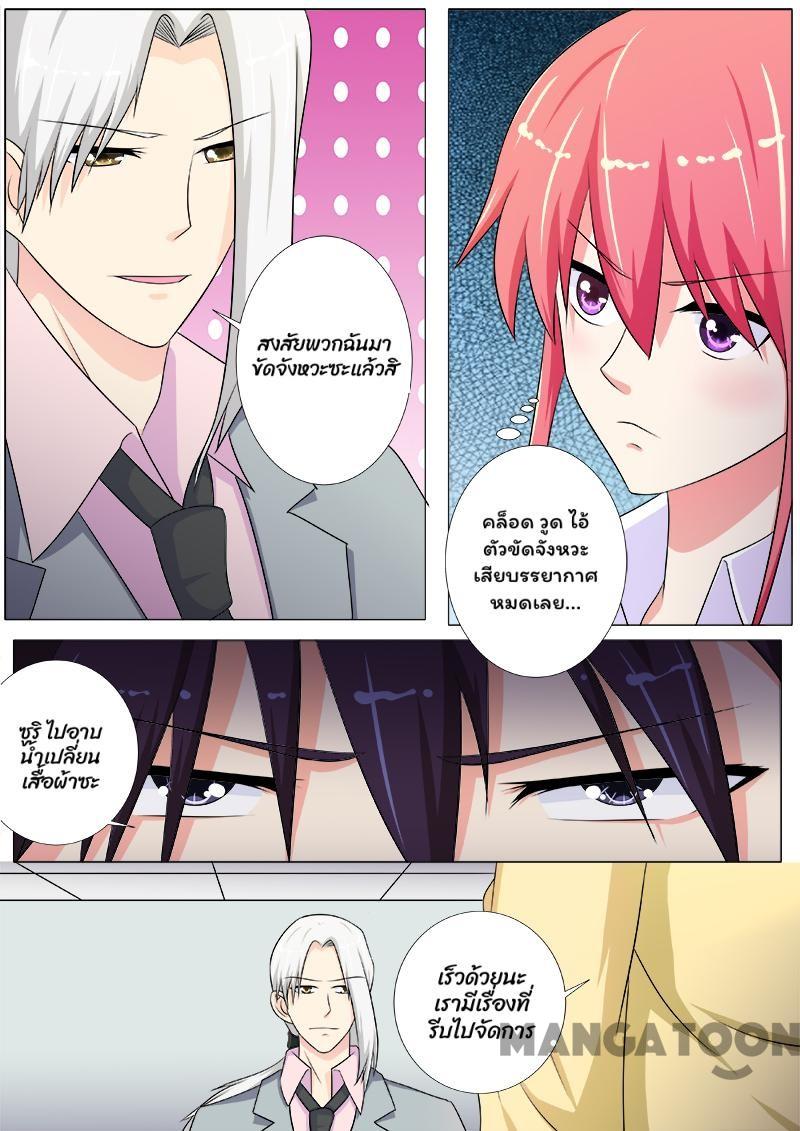 สงสัยพวกฉันมา
ขัดจังหวะซะแล้วสิ
คล็อด วูด ไอ้
ตัวขัดจังหวะ
เสียบรรยากาศ
หมดเลย...
ซูริ ไปอาบ
น้ำเปลี่ยน
เสื้อผ้าซะ
เร็วด้วยนะ
เรามีเรื่องที่
รีบไปจัดการ
MANGA TOON